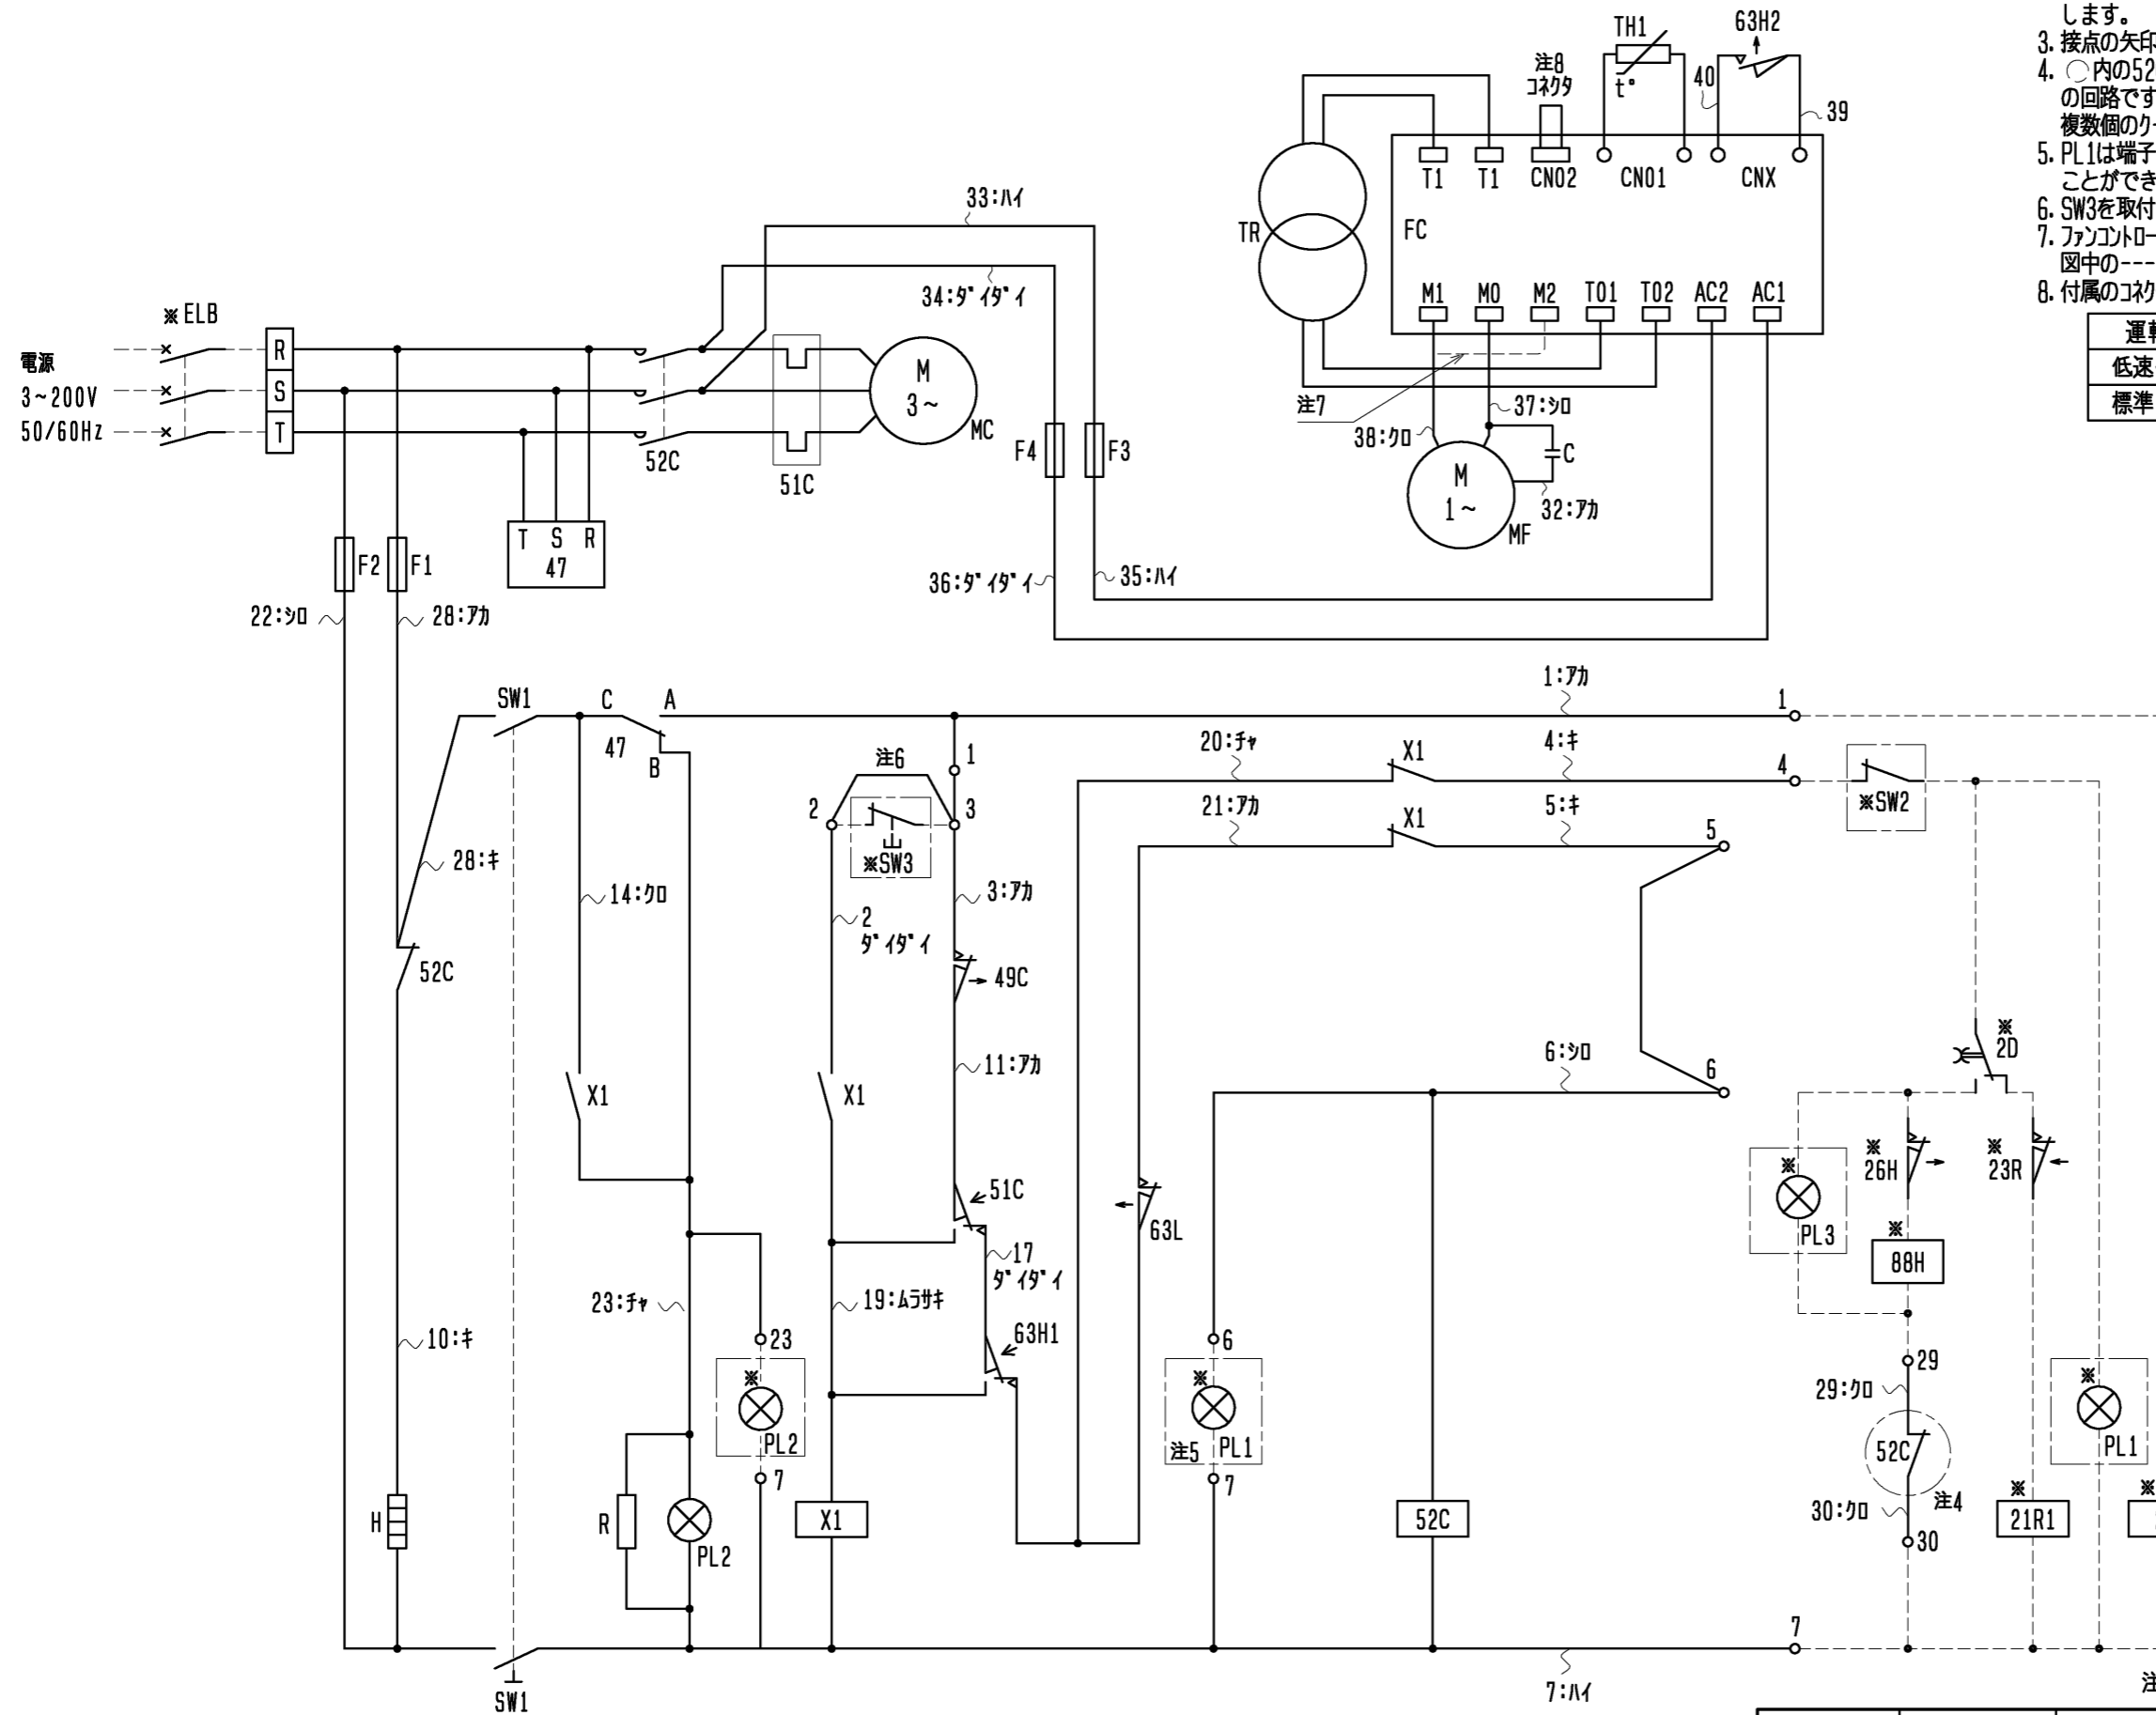 します。
3. 接点の矢印
4. ○内の52
の回路です
複数個のｸ
5. PL1は端子
ことができ
6. SW3を取付
7. ﾌｧﾝｺﾝﾄﾛｰ
図中の----
8. 付属のｺﾈｸ
運転
低速
標準
TH1
63H2
注8
ｺﾈｸﾀ
t°
40
39
T1
T1
CN02
CN01
CNX
TR
FC
M1
M0
M2
T01
T02
AC2
AC1
注7
37:ｼﾛ
38:ｸﾛ
C
M
1~
MF
32:ｱｶ
33:ﾊｲ
34:ﾀﾞｲﾀﾞｲ
※ELB
電源
3~200V
50/60Hz
R
S
T
52C
51C
M
3~
MC
F4
F3
T S R
47
F2
F1
22:ｼﾛ
28:ｱｶ
36:ﾀﾞｲﾀﾞｲ
35:ﾊｲ
SW1
C
A
47
B
1:ｱｶ
1
注6
1
2
3
※SW3
20:ﾁｬ
X1
4:ｷ
4
※SW2
21:ｱｶ
X1
5:ｷ
5
28:ｷ
14:ｸﾛ
3:ｱｶ
2
ﾀﾞｲﾀﾞｲ
52C
49C
11:ｱｶ
X1
X1
6:ｼﾛ
6
※
2D
51C
63L
※
26H
※
23R
※
PL3
17
ﾀﾞｲﾀﾞｲ
※
88H
23:ﾁｬ
19:ﾑﾗｻｷ
10:ｷ
23
63H1
6
29
29:ｸﾛ
※
PL2
7
※
注5
PL1
7
52C
注4
※
PL1
30:ｸﾛ
30
H
R
PL2
X1
52C
※
21R1
※
7
SW1
7:ﾊｲ
注